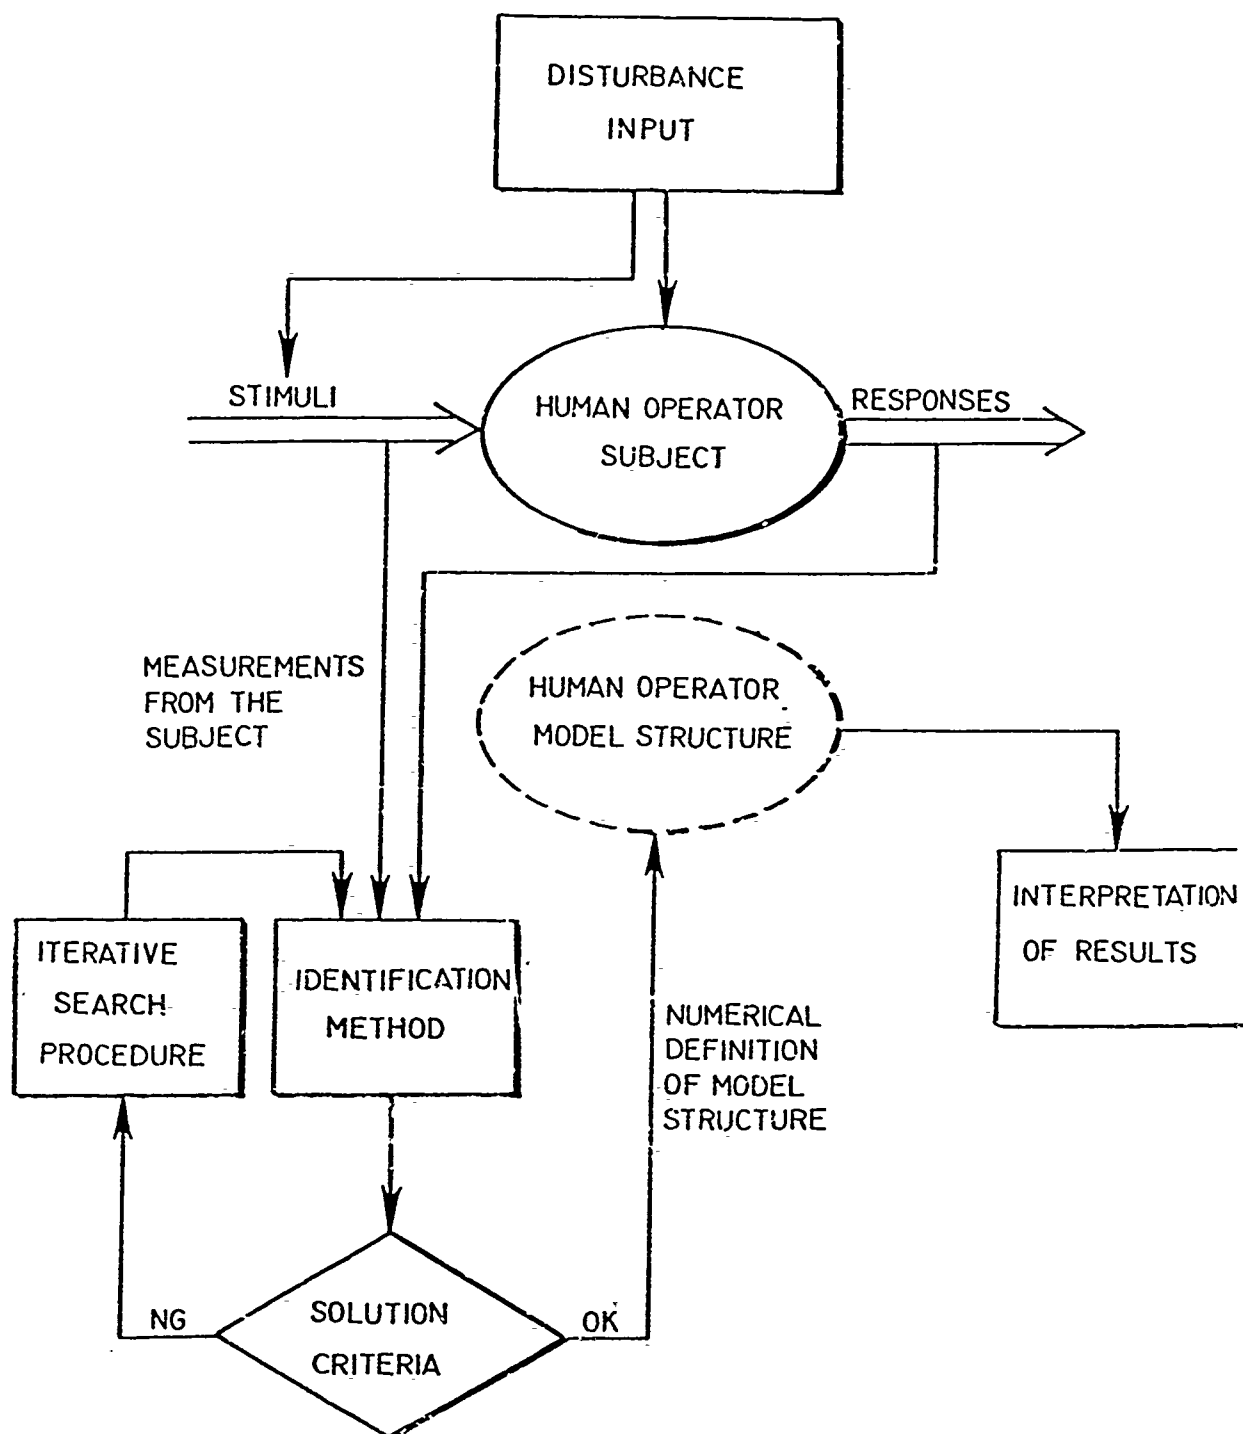 DISTURBANCE
INPUT
STIMULI
HUMAN OPERATOR
SUBJECT
RESPONSES
MEASUREMENTS
FROM THE
SUBJECT
HUMAN OPERATOR
MODEL STRUCTURE
ITERATIVE
SEARCH
PROCEDURE
IDENTIFICATION
METHOD
NUMERICAL
DEFINITION
OF MODEL
STRUCTURE
INTERPRETATION
OF RESULTS
NG
SOLUTION
CRITERIA
OK